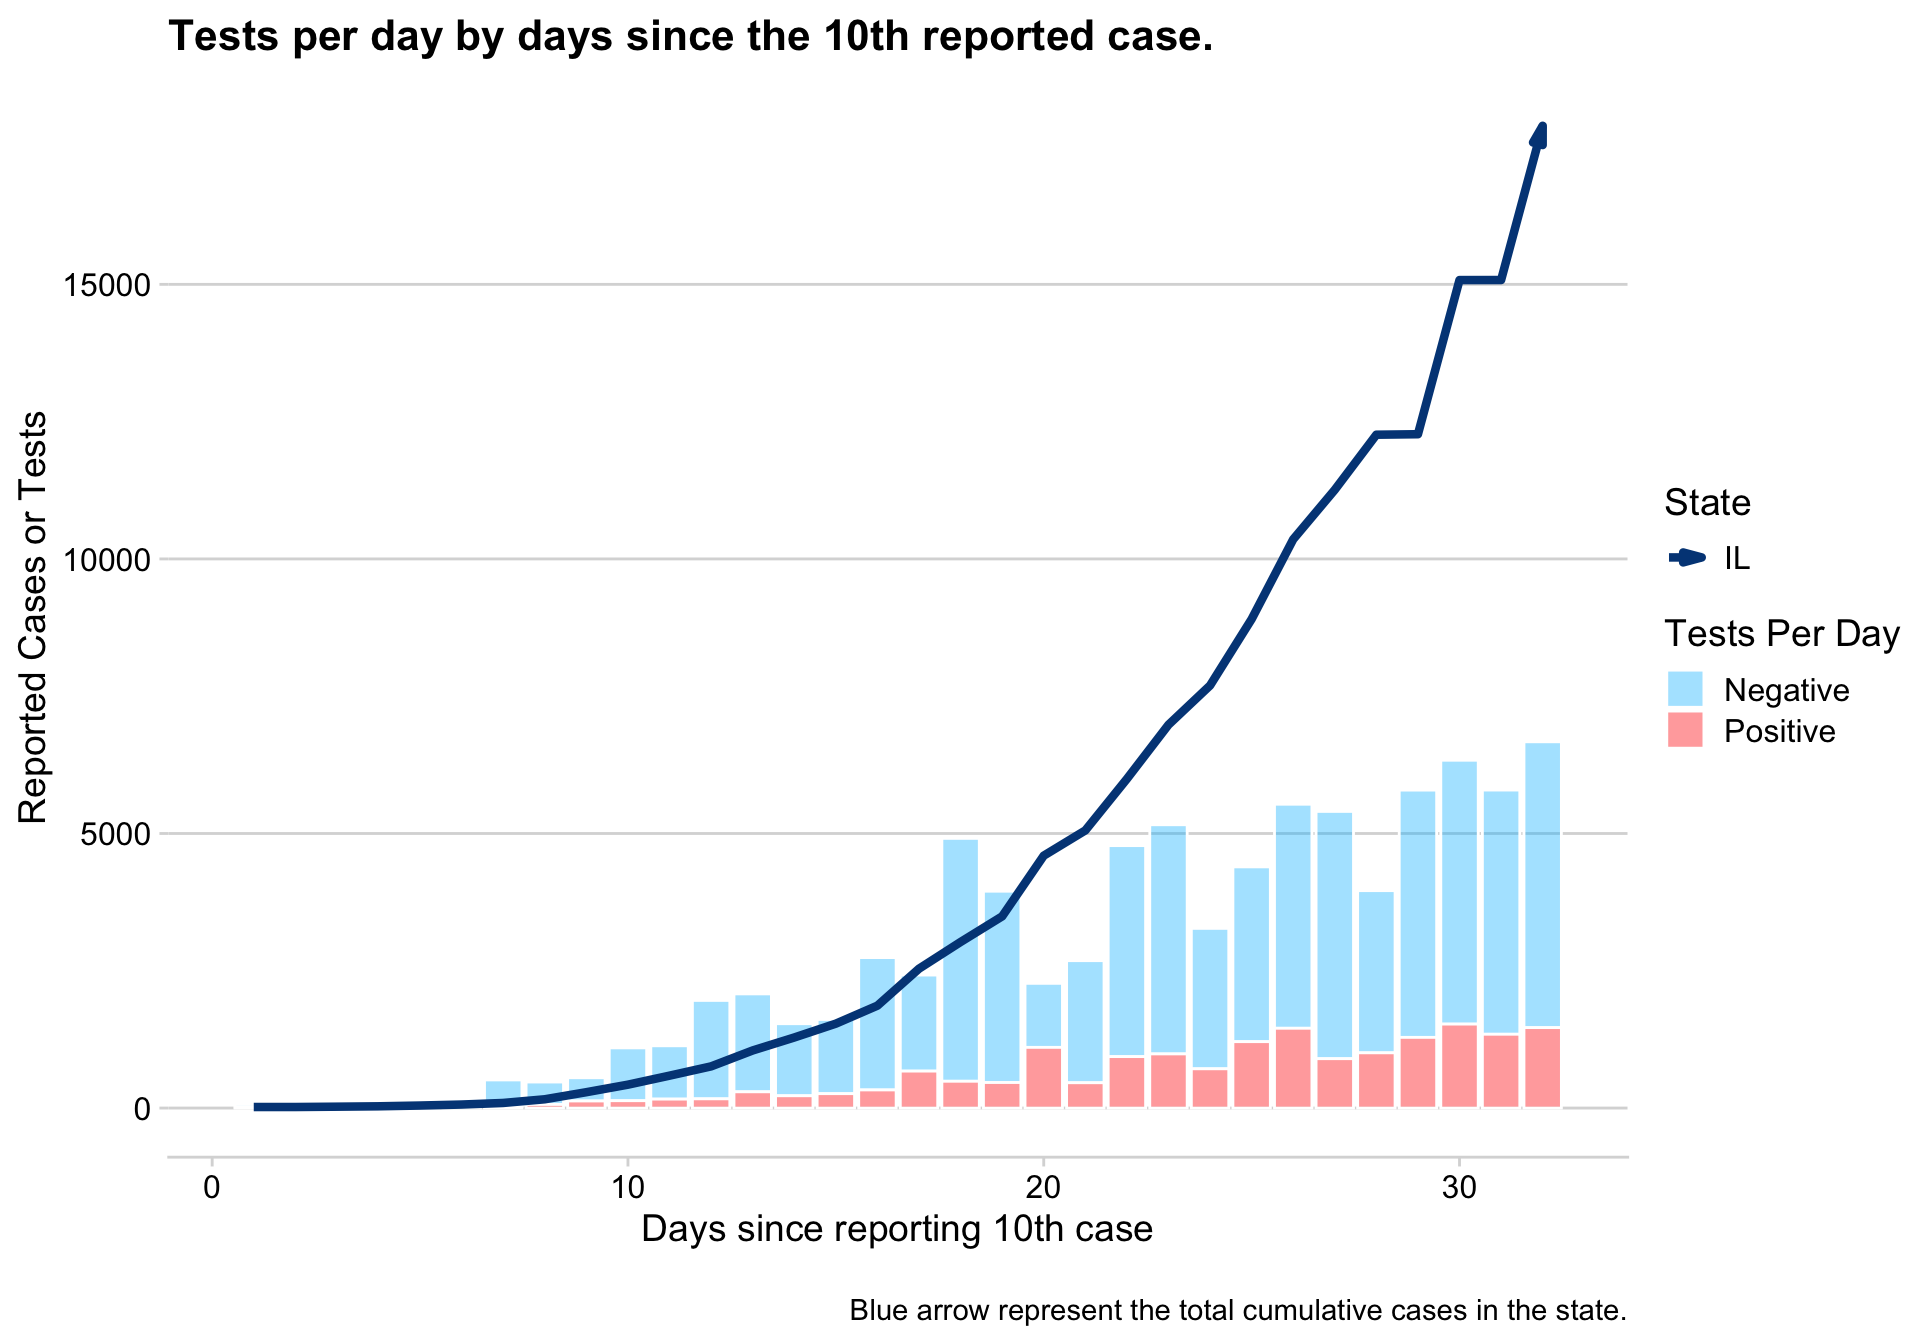 Tests per day by days since the 10th reported case.
15000
10000
5000
0
Reported Cases or Tests
0
10
20
30
Days since reporting 10th case
State
IL
Tests Per Day
Negative
Positive
Blue arrow represent the total cumulative cases in the state.